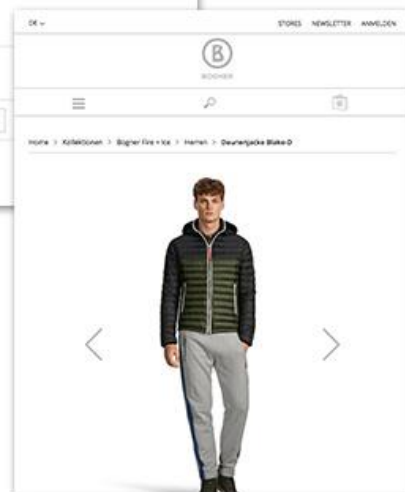 DE
STORES NEWSLETTER ANMELDEN
B
BOGNER
Home > Kollektionen > Bogner Fire + Ice > Herren > Daunenjacke Blake-D